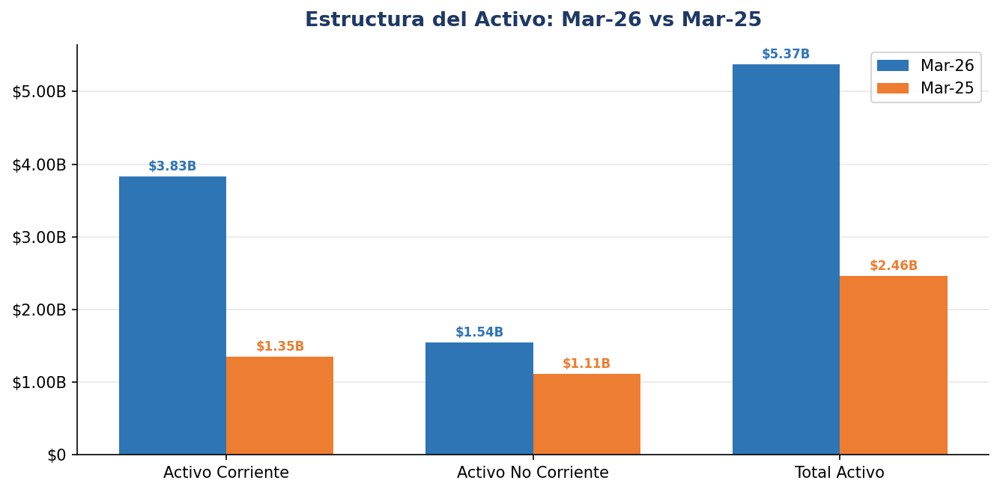 Estructura del Activo: Mar-26 vs Mar-25
$5.37B
Mar-26
Mar-25
$5.00B
$4.00B
$3.83B
$3.00B
$2.46B
$2.00B
$1.54B
$1.35B
$1.11B
$1.00B
$0
Activo Corriente
Activo No Corriente
Total Activo